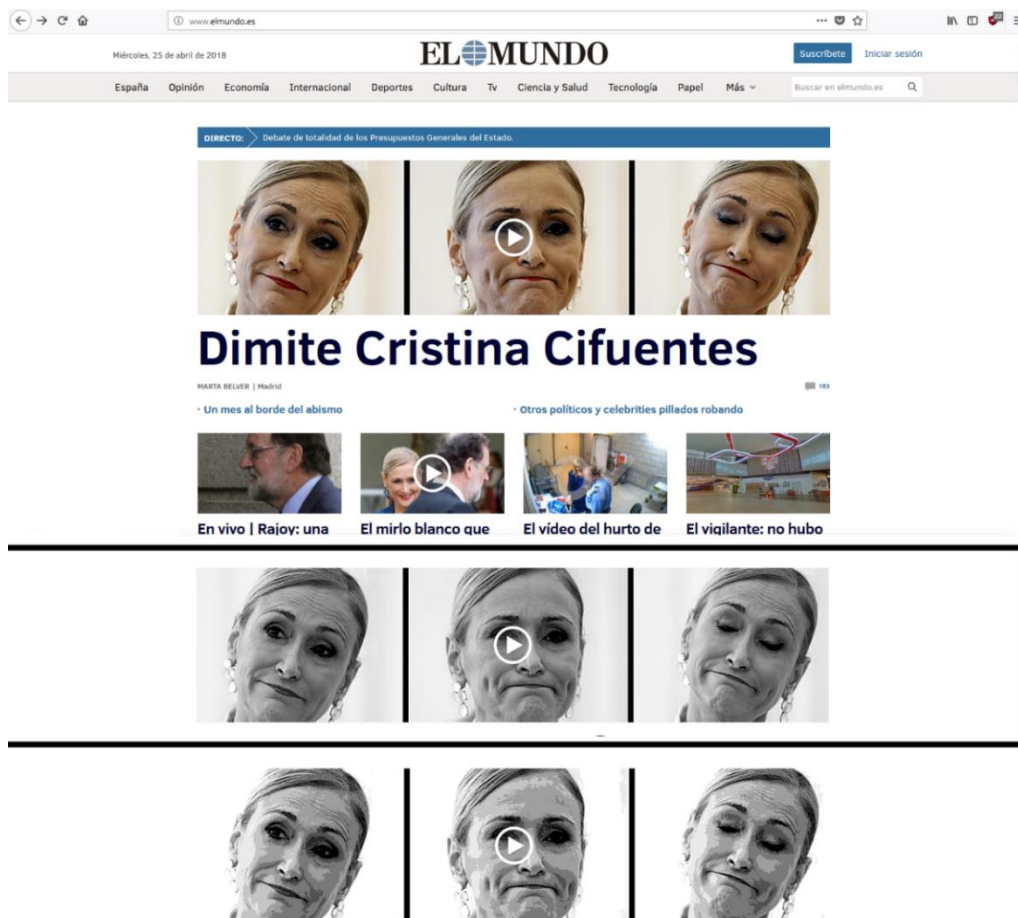 www.elmundo.es
Miércoles, 25 de abril de 2018
EL MUNDO
Suscríbete Iniciar sesión
España Opinión Economía Internacional Deportes Cultura Tv Ciencia y Salud Tecnología Papel Más
Buscar en elmundo.es
DIRECTO: Debate de totalidad de los Presupuestos Generales del Estado.
Dimite Cristina Cifuentes
MARTA BELVER | Madrid
163
Un mes al borde del abismo
Otros políticos y celebrities pillados robando
En vivo | Rajoy: una
El mirlo blanco que
El vídeo del hurto de
El vigilante: no hubo